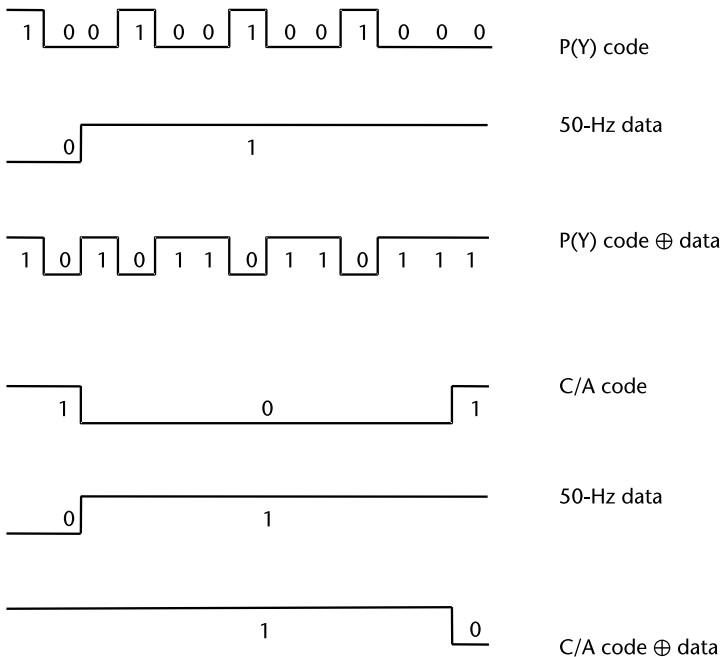 1 0 0 1 0 0 1 0 0 1 0 0 0 P(Y) code
0 1 50-Hz data
1 0 1 0 1 1 0 1 1 0 1 1 1 P(Y) code ⊕ data
1 0 1 C/A code
0 1 50-Hz data
1 0 C/A code ⊕ data